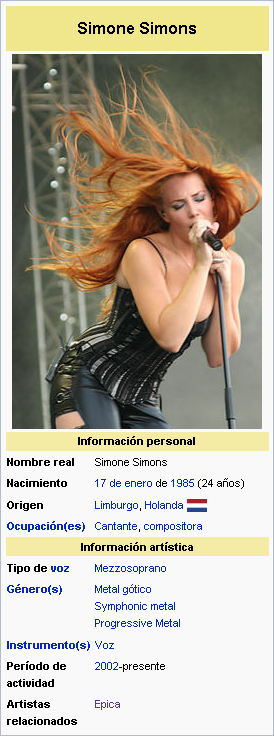 Simone Simons
Información personal
Nombre real Simone Simons
Nacimiento 17 de enero de 1985 (24 años)
Origen Limburgo, Holanda
Ocupación(es) Cantante, compositora
Información artística
Tipo de voz Mezzosoprano
Género(s) Metal gótico
Symphonic metal
Progressive Metal
Instrumento(s) Voz
Período de 2002-presente
actividad
Artistas Epica
relacionados